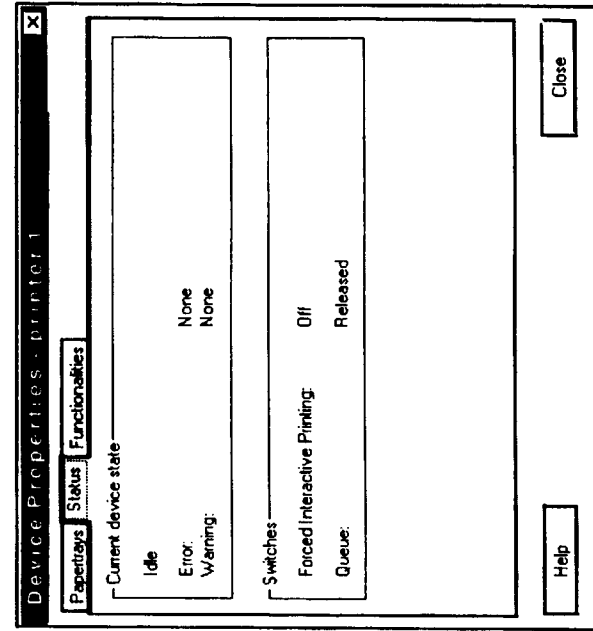 Device Properties - printer 1
Papertrays Status Functionalities
Current device state
Idle
Error: None
Warning: None
Switches
Forced Interactive Printing: Off
Queue: Released
Help Close